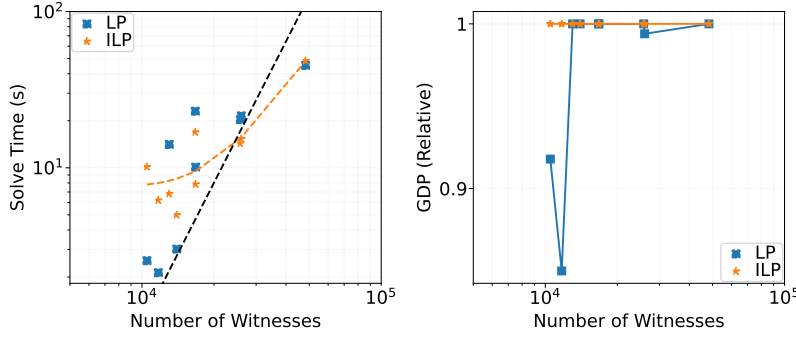 10²
LP
ILP
Solve Time (s)
10¹
10⁴
10⁵
Number of Witnesses
1
GDP (Relative)
0.9
LP
ILP
10⁴
10⁵
Number of Witnesses